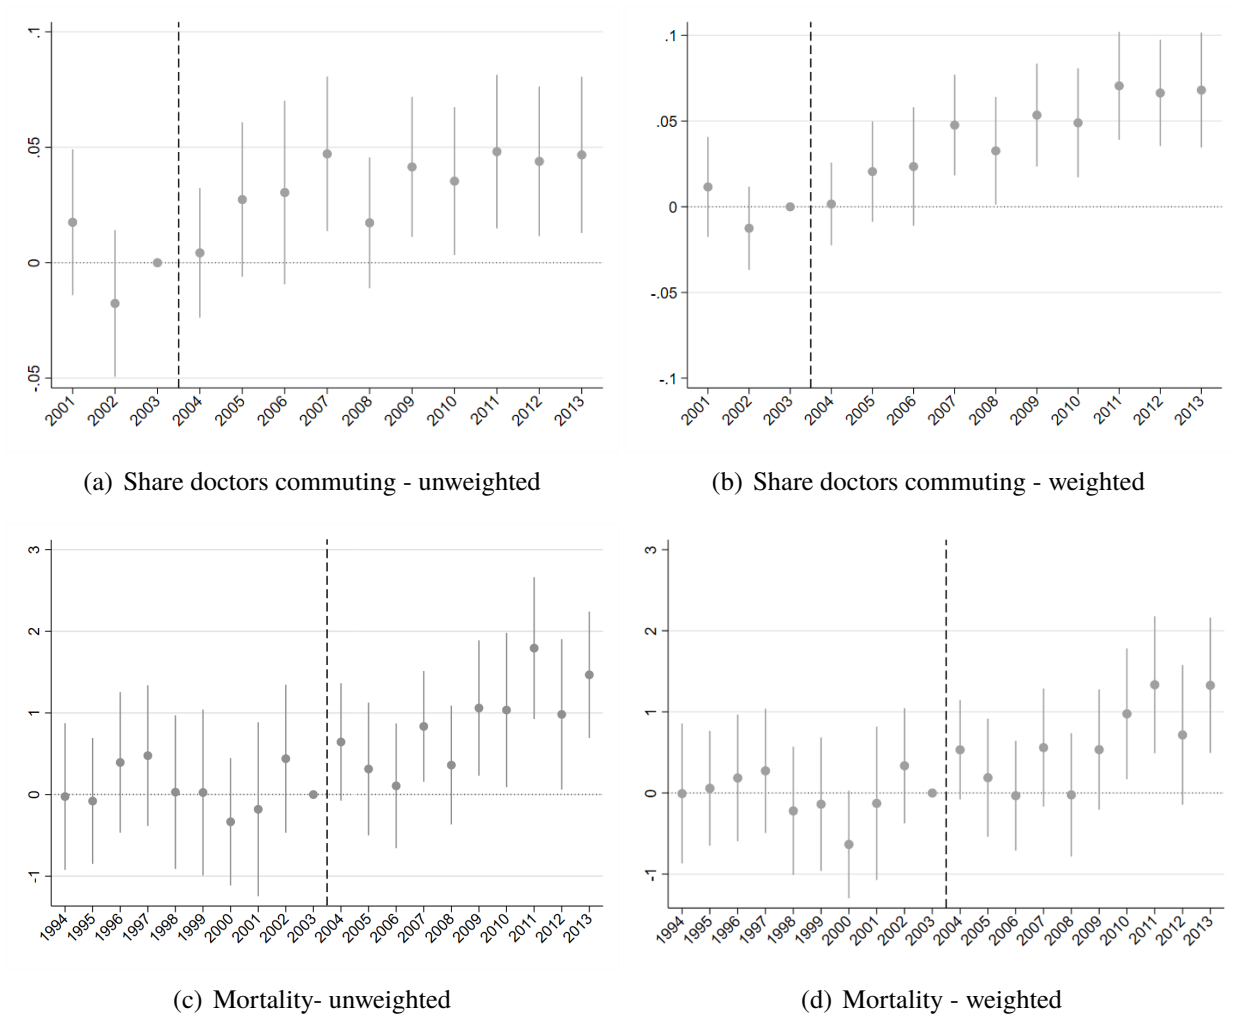 .1
.05
0
-.05
2001 2002 2003 2004 2005 2006 2007 2008 2009 2010 2011 2012 2013
(a) Share doctors commuting - unweighted
.1
.05
0
-.05
-.1
2001 2002 2003 2004 2005 2006 2007 2008 2009 2010 2011 2012 2013
(b) Share doctors commuting - weighted
3
2
1
0
-1
1994 1995 1996 1997 1998 1999 2000 2001 2002 2003 2004 2005 2006 2007 2008 2009 2010 2011 2012 2013
(c) Mortality- unweighted
3
2
1
0
-1
1994 1995 1996 1997 1998 1999 2000 2001 2002 2003 2004 2005 2006 2007 2008 2009 2010 2011 2012 2013
(d) Mortality - weighted